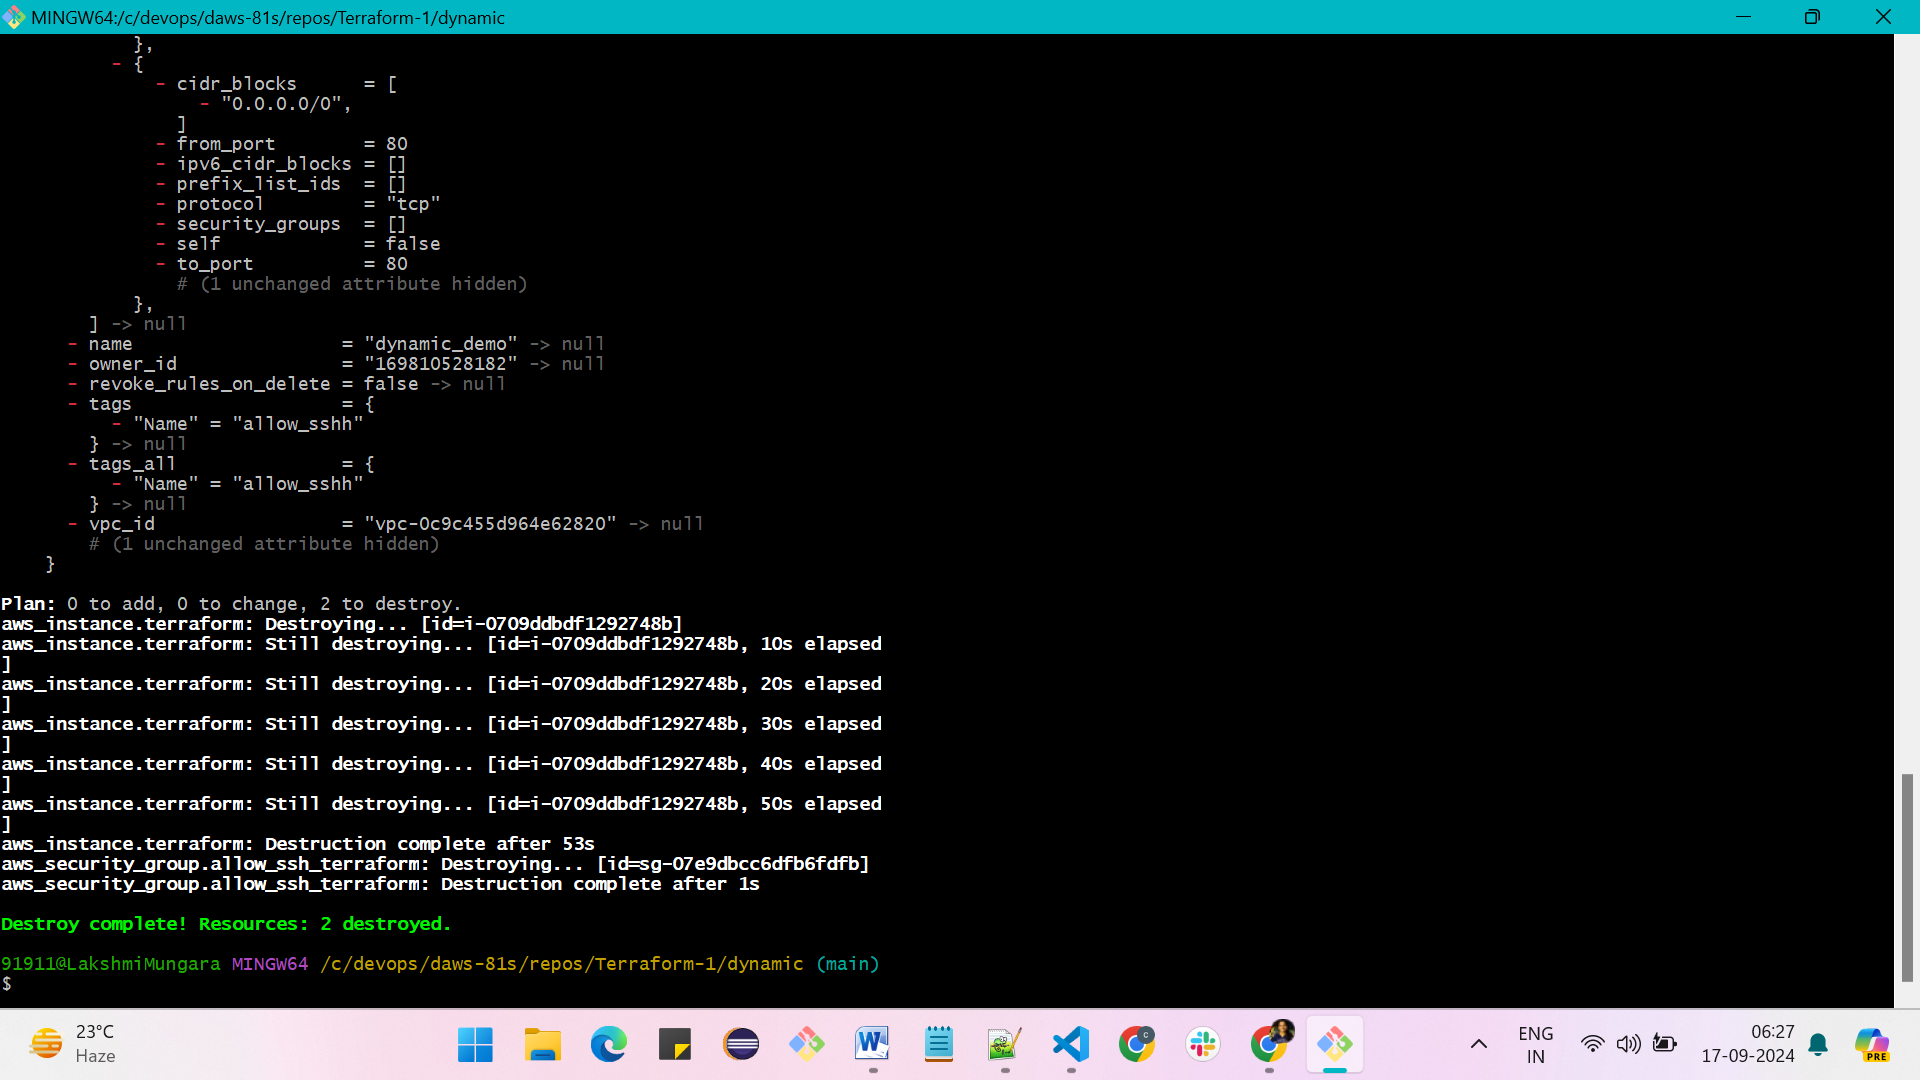 MINGW64:/c/devops/daws-81s/repos/Terraform-1/dynamic
            },
          - {
              - cidr_blocks      = [
                  - "0.0.0.0/0",
                ]
              - from_port        = 80
              - ipv6_cidr_blocks = []
              - prefix_list_ids  = []
              - protocol         = "tcp"
              - security_groups  = []
              - self             = false
              - to_port          = 80
                # (1 unchanged attribute hidden)
            },
        ] -> null
      - name                   = "dynamic_demo" -> null
      - owner_id               = "169810528182" -> null
      - revoke_rules_on_delete = false -> null
      - tags                   = {
          - "Name" = "allow_sshh"
        } -> null
      - tags_all               = {
          - "Name" = "allow_sshh"
        } -> null
      - vpc_id                 = "vpc-0c9c455d964e62820" -> null
        # (1 unchanged attribute hidden)
    }
Plan: 0 to add, 0 to change, 2 to destroy.
aws_instance.terraform: Destroying... [id=i-0709ddbdf1292748b]
aws_instance.terraform: Still destroying... [id=i-0709ddbdf1292748b, 10s elapsed
]
aws_instance.terraform: Still destroying... [id=i-0709ddbdf1292748b, 20s elapsed
]
aws_instance.terraform: Still destroying... [id=i-0709ddbdf1292748b, 30s elapsed
]
aws_instance.terraform: Still destroying... [id=i-0709ddbdf1292748b, 40s elapsed
]
aws_instance.terraform: Still destroying... [id=i-0709ddbdf1292748b, 50s elapsed
]
aws_instance.terraform: Destruction complete after 53s
aws_security_group.allow_ssh_terraform: Destroying... [id=sg-07e9dbcc6dfb6fdfb]
aws_security_group.allow_ssh_terraform: Destruction complete after 1s
Destroy complete! Resources: 2 destroyed.
91911@LakshmiMungara MINGW64 /c/devops/daws-81s/repos/Terraform-1/dynamic (main)
$
23°C
Haze
ENG
IN
06:27
17-09-2024
PRE